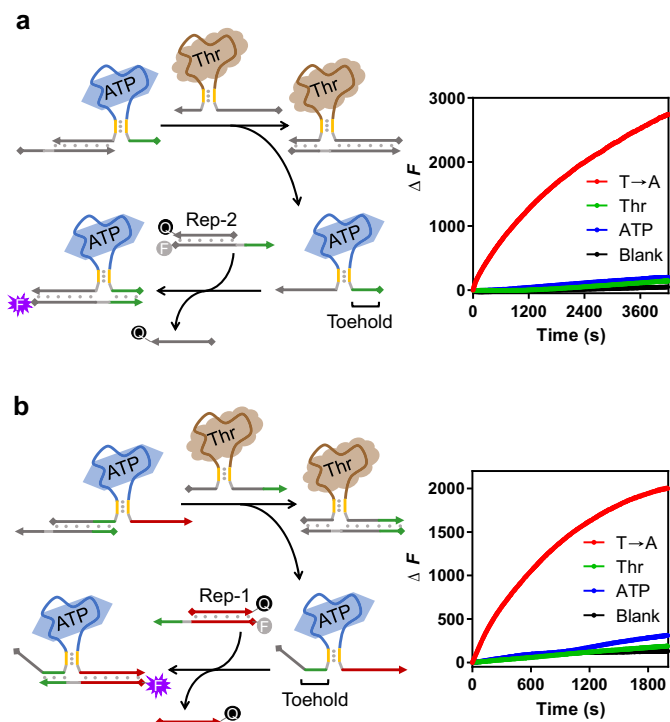 a
Thr
ATP
Thr
Rep-2
Q
F
ATP
ATP
F
Toehold
Q
3000
2000
1000
0
Δ F
T→A
Thr
ATP
Blank
0 1200 2400 3600
Time (s)
b
Thr
ATP
Thr
Rep-1
Q
F
ATP
ATP
F
Toehold
Q
2000
1500
1000
500
0
Δ F
T→A
Thr
ATP
Blank
0 600 1200 1800
Time (s)